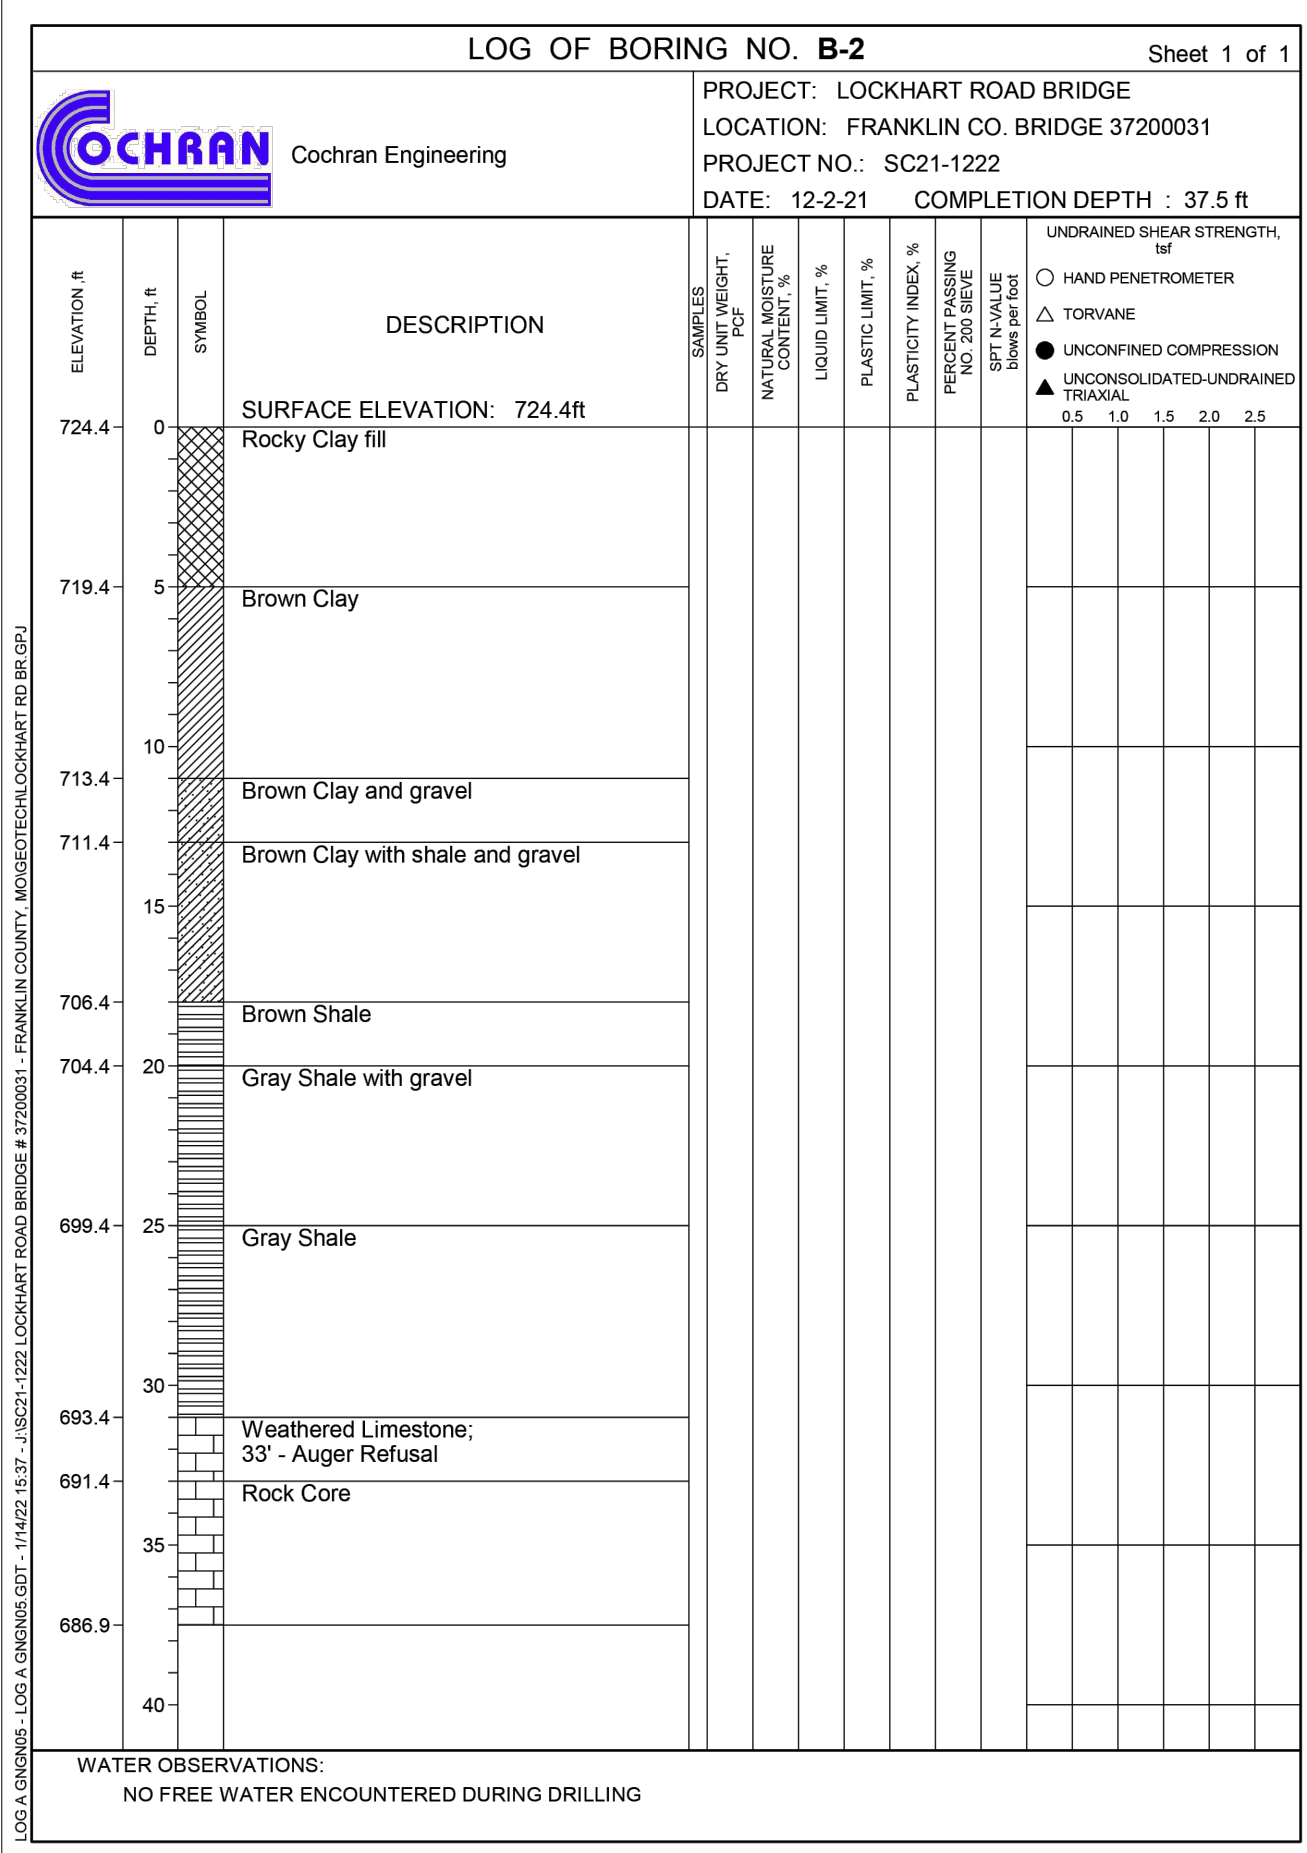 LOG OF BORING NO. B-2
Sheet 1 of 1
COCHRAN
Cochran Engineering
PROJECT: LOCKHART ROAD BRIDGE
LOCATION: FRANKLIN CO. BRIDGE 37200031
PROJECT NO.: SC21-1222
DATE: 12-2-21 COMPLETION DEPTH : 37.5 ft
ELEVATION ,ft
DEPTH, ft
SYMBOL
DESCRIPTION
SURFACE ELEVATION: 724.4ft
SAMPLES
DRY UNIT WEIGHT,
PCF
NATURAL MOISTURE
CONTENT, %
LIQUID LIMIT, %
PLASTIC LIMIT, %
PLASTICITY INDEX, %
PERCENT PASSING
NO. 200 SIEVE
SPT N-VALUE
blows per foot
UNDRAINED SHEAR STRENGTH,
tsf
HAND PENETROMETER
TORVANE
UNCONFINED COMPRESSION
UNCONSOLIDATED-UNDRAINED
TRIAXIAL
0.5 1.0 1.5 2.0 2.5
724.4 0
Rocky Clay fill
719.4 5
Brown Clay
10
713.4
Brown Clay and gravel
711.4
Brown Clay with shale and gravel
15
706.4
Brown Shale
704.4 20
Gray Shale with gravel
699.4 25
Gray Shale
30
693.4
Weathered Limestone;
33' - Auger Refusal
691.4
Rock Core
35
686.9
40
WATER OBSERVATIONS:
NO FREE WATER ENCOUNTERED DURING DRILLING
LOG A GNGN05 - LOG A GNGN05.GDT - 1/14/22 15:37 - J:\SC21-1222 LOCKHART ROAD BRIDGE # 37200031 - FRANKLIN COUNTY, MO\GEOTECH\LOCKHART RD BR.GPJ